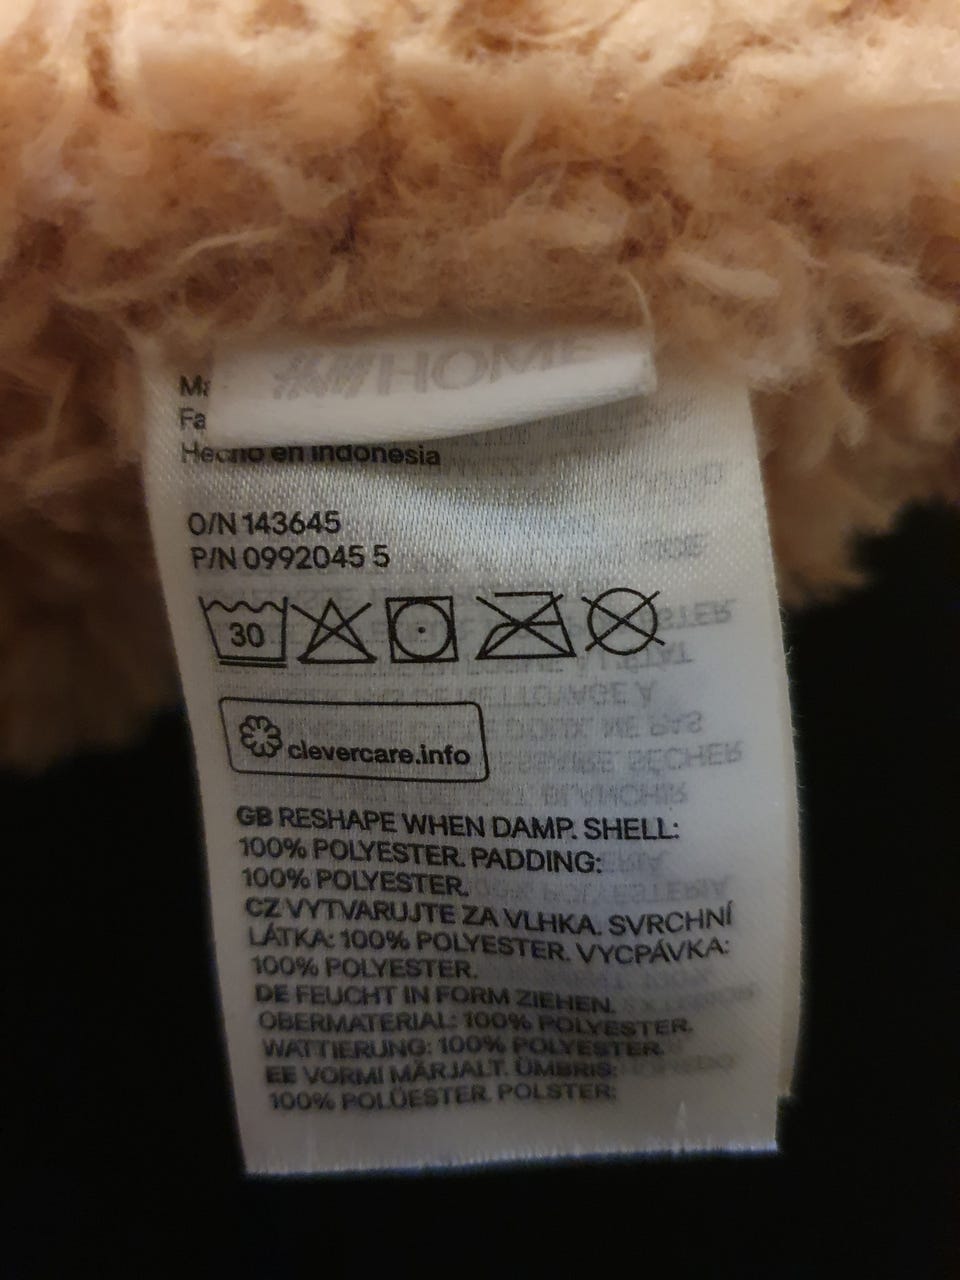 HOME
Hecho en Indonesia
O/N 143645
P/N 0992045 5
30
clevercare.info
GB RESHAPE WHEN DAMP. SHELL:
100% POLYESTER. PADDING:
100% POLYESTER.
CZ VYTVARUJTE ZA VLHKA. SVRCHNÍ
LÁTKA: 100% POLYESTER. VYCPÁVKA:
100% POLYESTER.
DE FEUCHT IN FORM ZIEHEN.
OBERMATERIAL: 100% POLYESTER.
WATTIERUNG: 100% POLYESTER.
EE VORMI MÄRJALT. ÜMBRIS:
100% POLÜESTER. POLSTER: